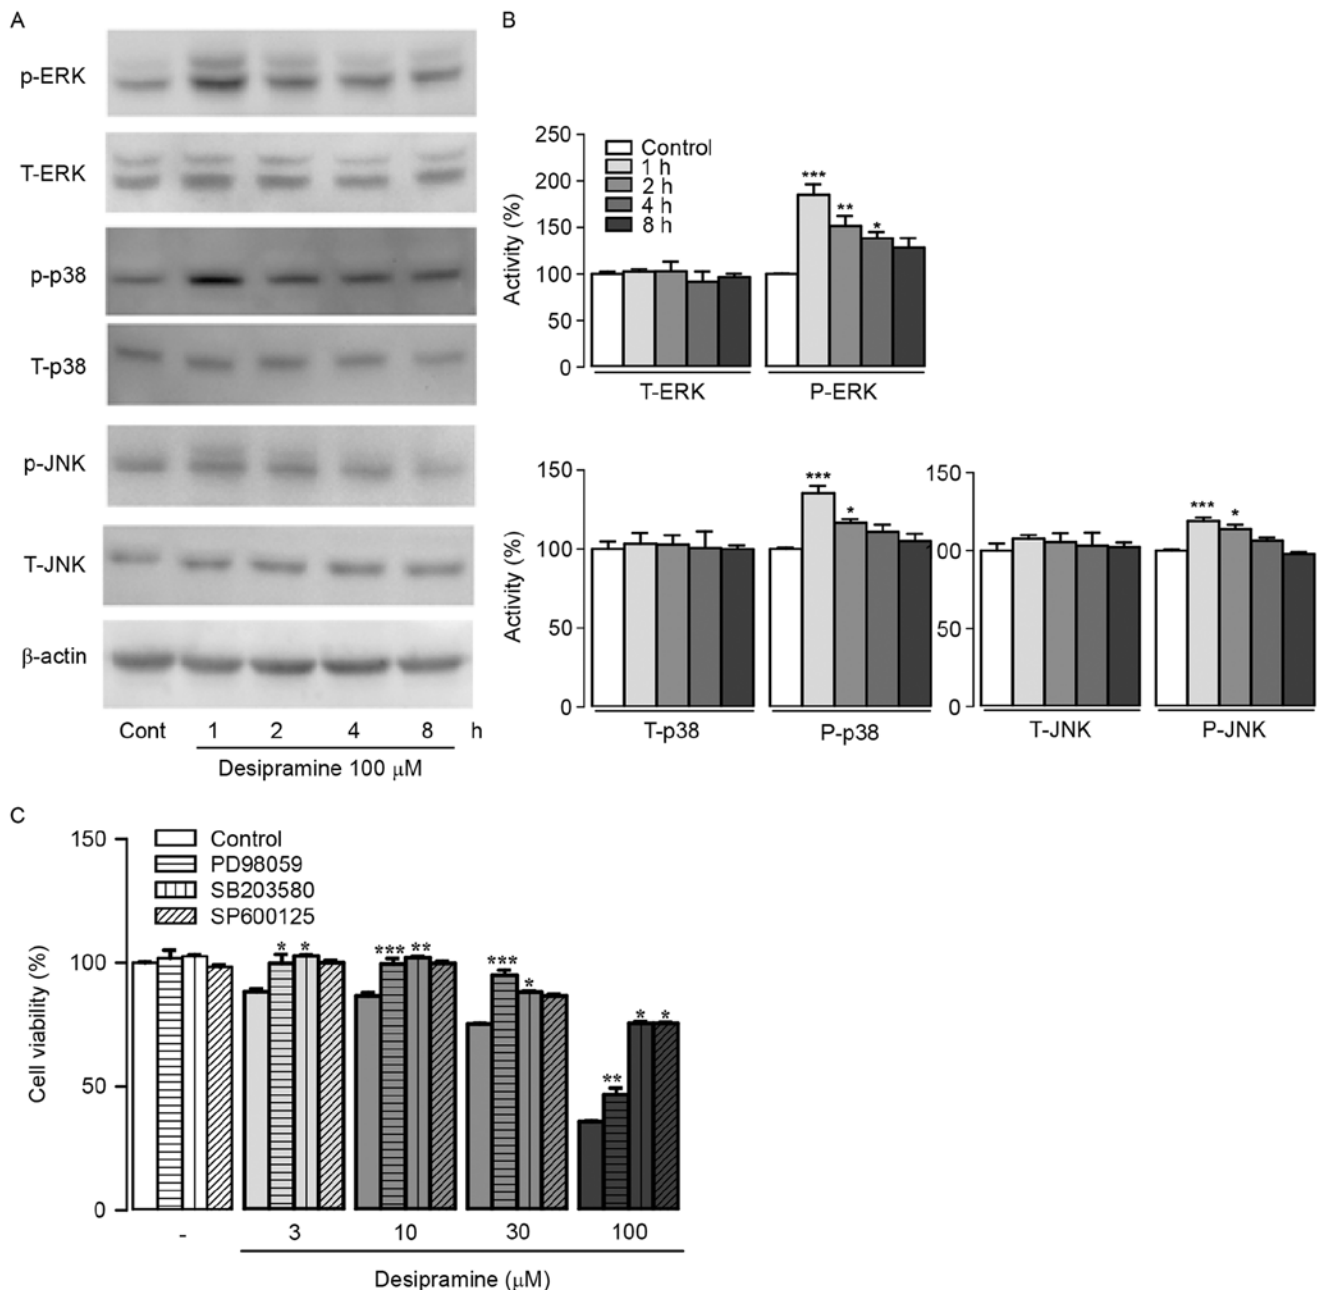 A
p-ERK
T-ERK
p-p38
T-p38
p-JNK
T-JNK
β-actin
Cont 1 2 4 8 h
Desipramine 100 μM
B
Activity (%)
250
200
150
100
50
0
Control
1 h
2 h
4 h
8 h
***
**
*
T-ERK P-ERK
Activity (%)
150
100
50
0
***
*
T-p38 P-p38
150
00
50
0
***
*
T-JNK P-JNK
C
Cell viability (%)
150
100
50
0
Control
PD98059
SB203580
SP600125
* * *** ** *** * ** * *
- 3 10 30 100
Desipramine (μM)